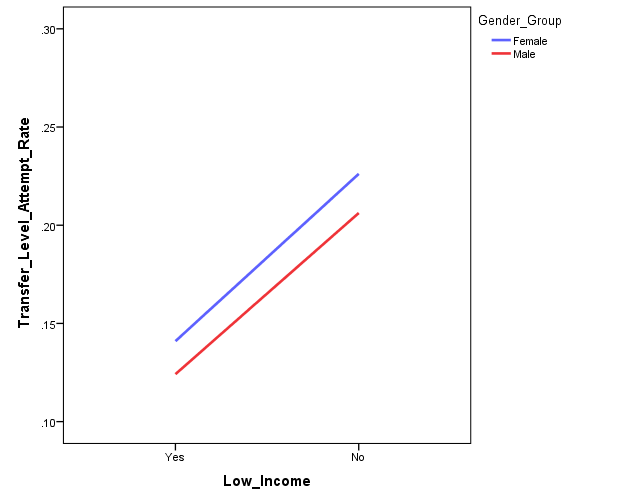 Gender_Group
Female
Male
Transfer_Level_Attempt_Rate
.30
.25
.20
.15
.10
Yes
No
Low_Income